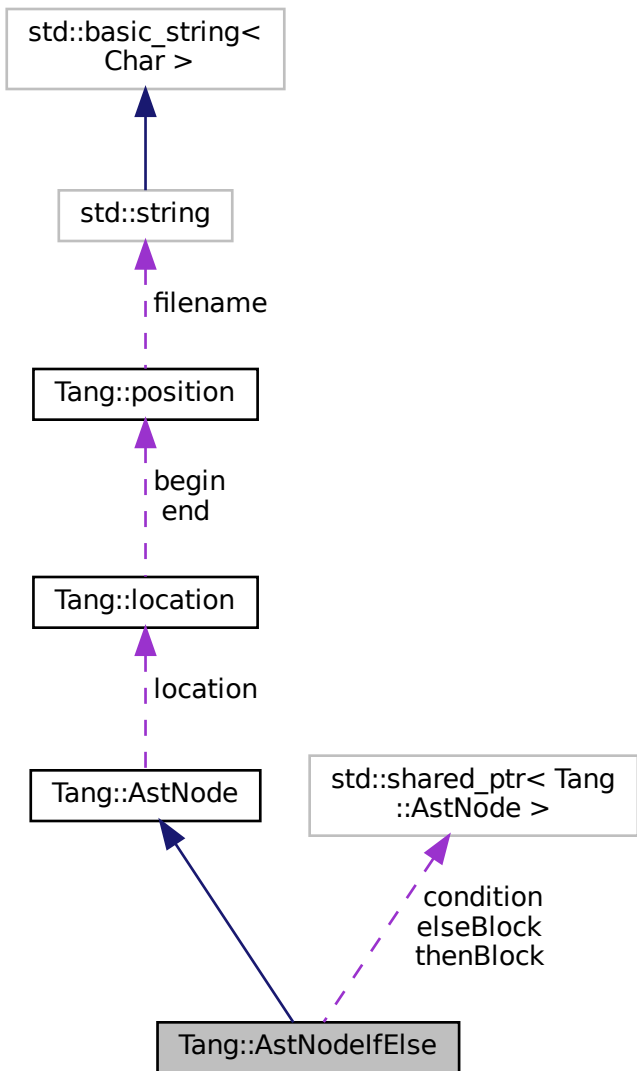 std::basic_string<
Char >
std::string
filename
Tang::position
begin
end
Tang::location
location
Tang::AstNode
std::shared_ptr< Tang
::AstNode >
condition
elseBlock
thenBlock
Tang::AstNodeIfElse